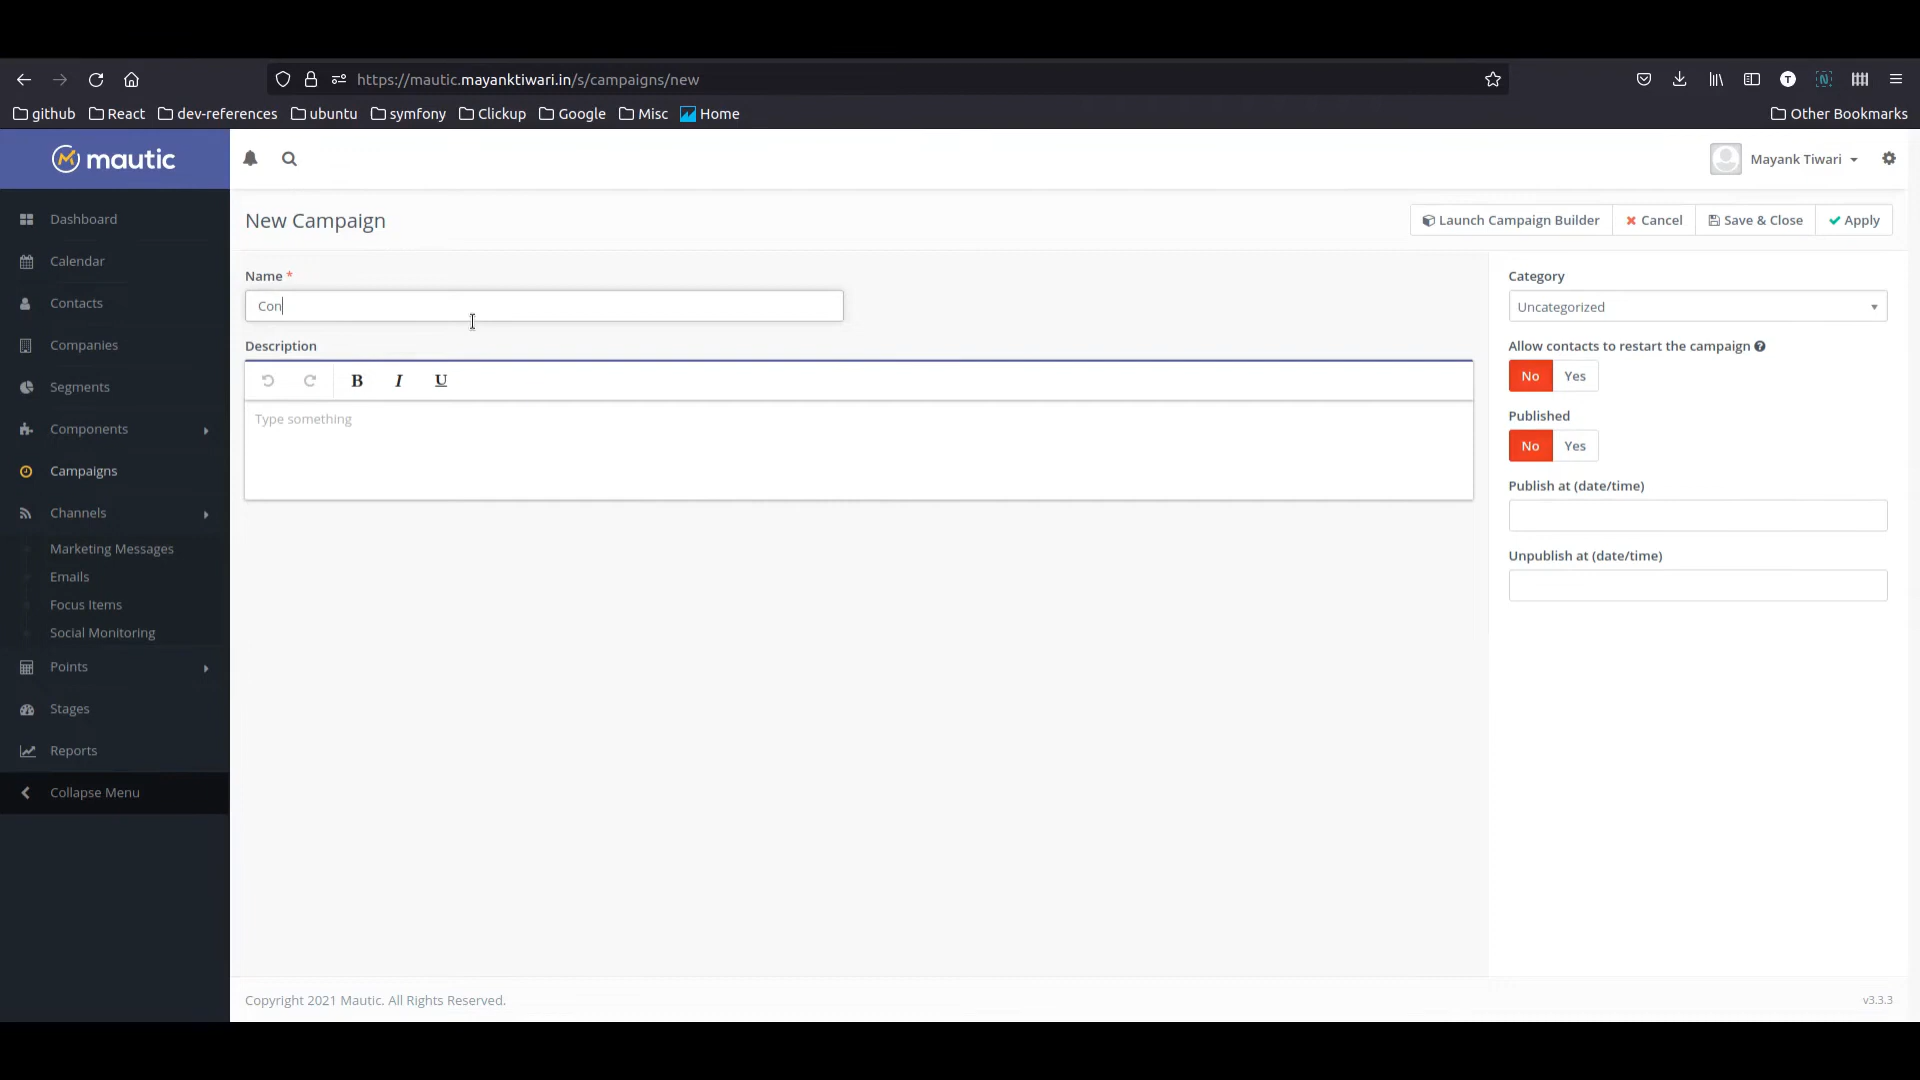 https://mautic.mayanktiwari.in/s/campaigns/new
github React dev-references ubuntu symfony Clickup Google Misc Home Other Bookmarks
mautic
Mayank Tiwari
Dashboard
Calendar
Contacts
Companies
Segments
Components
Campaigns
Channels
Marketing Messages
Emails
Focus Items
Social Monitoring
Points
Stages
Reports
Collapse Menu
New Campaign
Launch Campaign Builder Cancel Save & Close Apply
Name *
Con
Description
B I U
Type something
Category
Uncategorized
Allow contacts to restart the campaign ?
No Yes
Published
No Yes
Publish at (date/time)
Unpublish at (date/time)
Copyright 2021 Mautic. All Rights Reserved.
v3.3.3